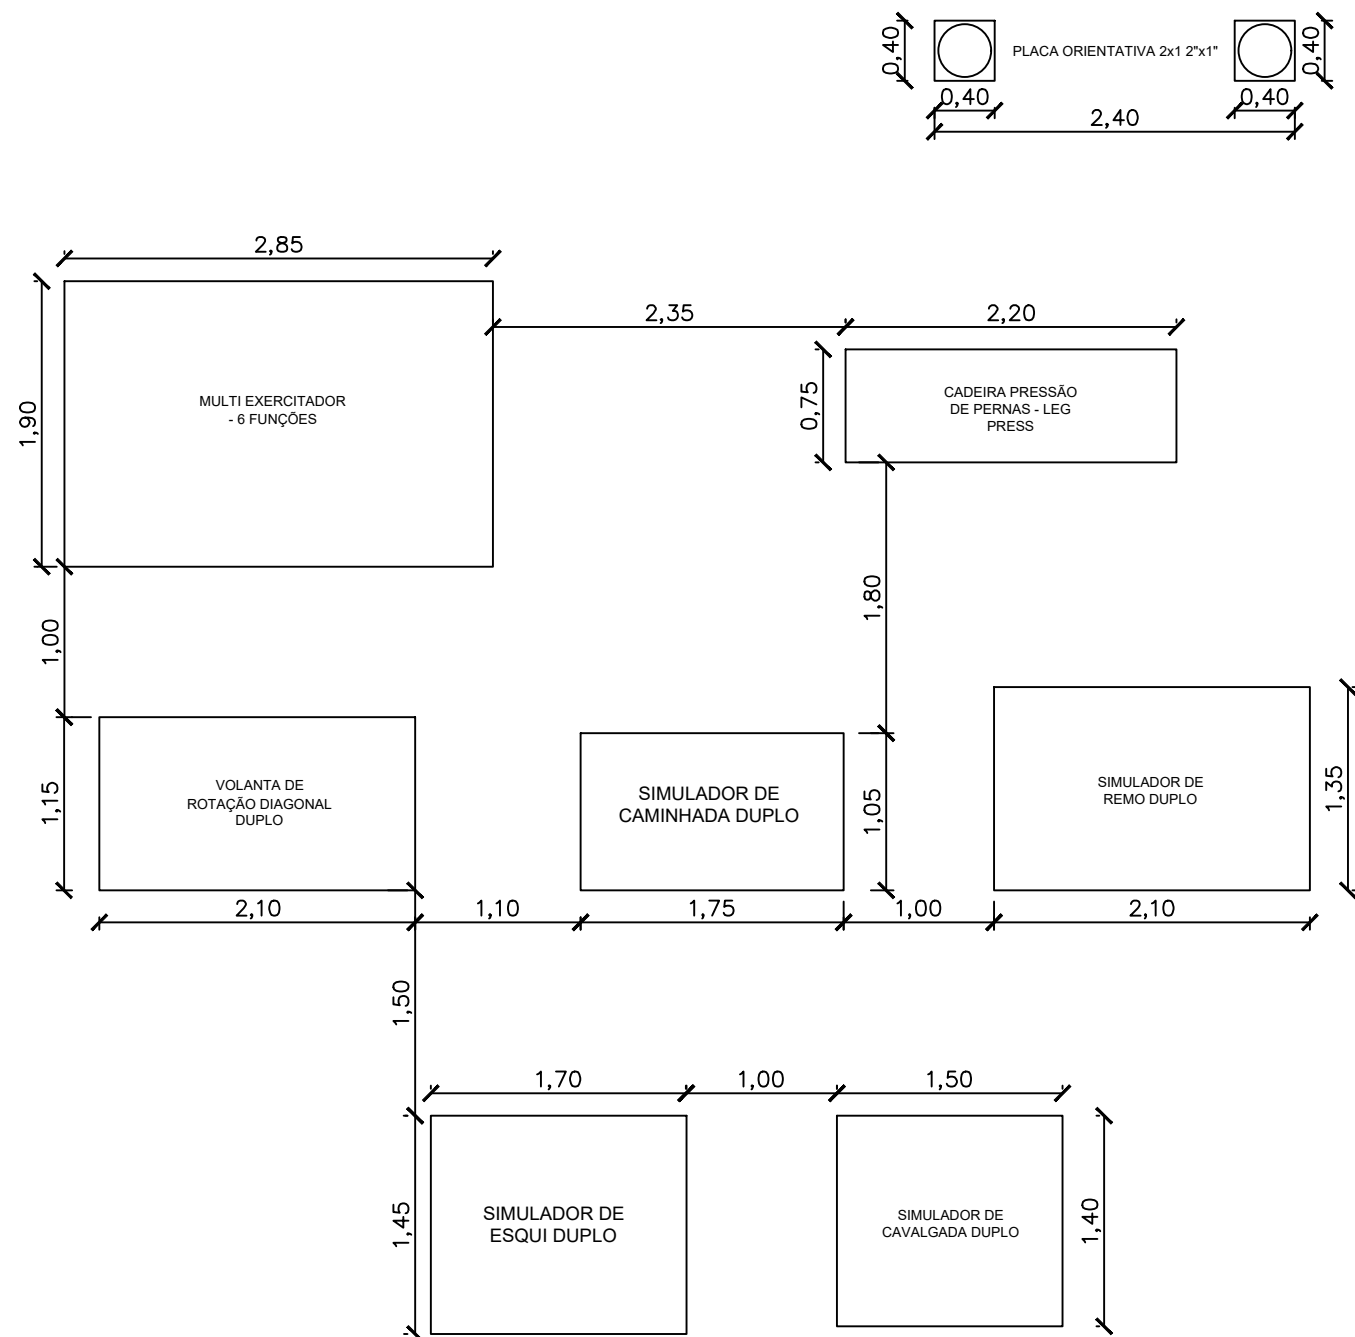 0,40
PLACA ORIENTATIVA 2x1 2"x1"
0,40
0,40
0,40
2,40
2,85
2,35
2,20
1,90
MULTI EXERCITADOR
- 6 FUNÇÕES
0,75
CADEIRA PRESSÃO
DE PERNAS - LEG
PRESS
1,00
1,80
1,15
VOLANTA DE
ROTAÇÃO DIAGONAL
DUPLO
SIMULADOR DE
CAMINHADA DUPLO
1,05
SIMULADOR DE
REMO DUPLO
1,35
2,10
1,10
1,75
1,00
2,10
1,50
1,70
1,00
1,50
1,45
SIMULADOR DE
ESQUI DUPLO
SIMULADOR DE
CAVALGADA DUPLO
1,40